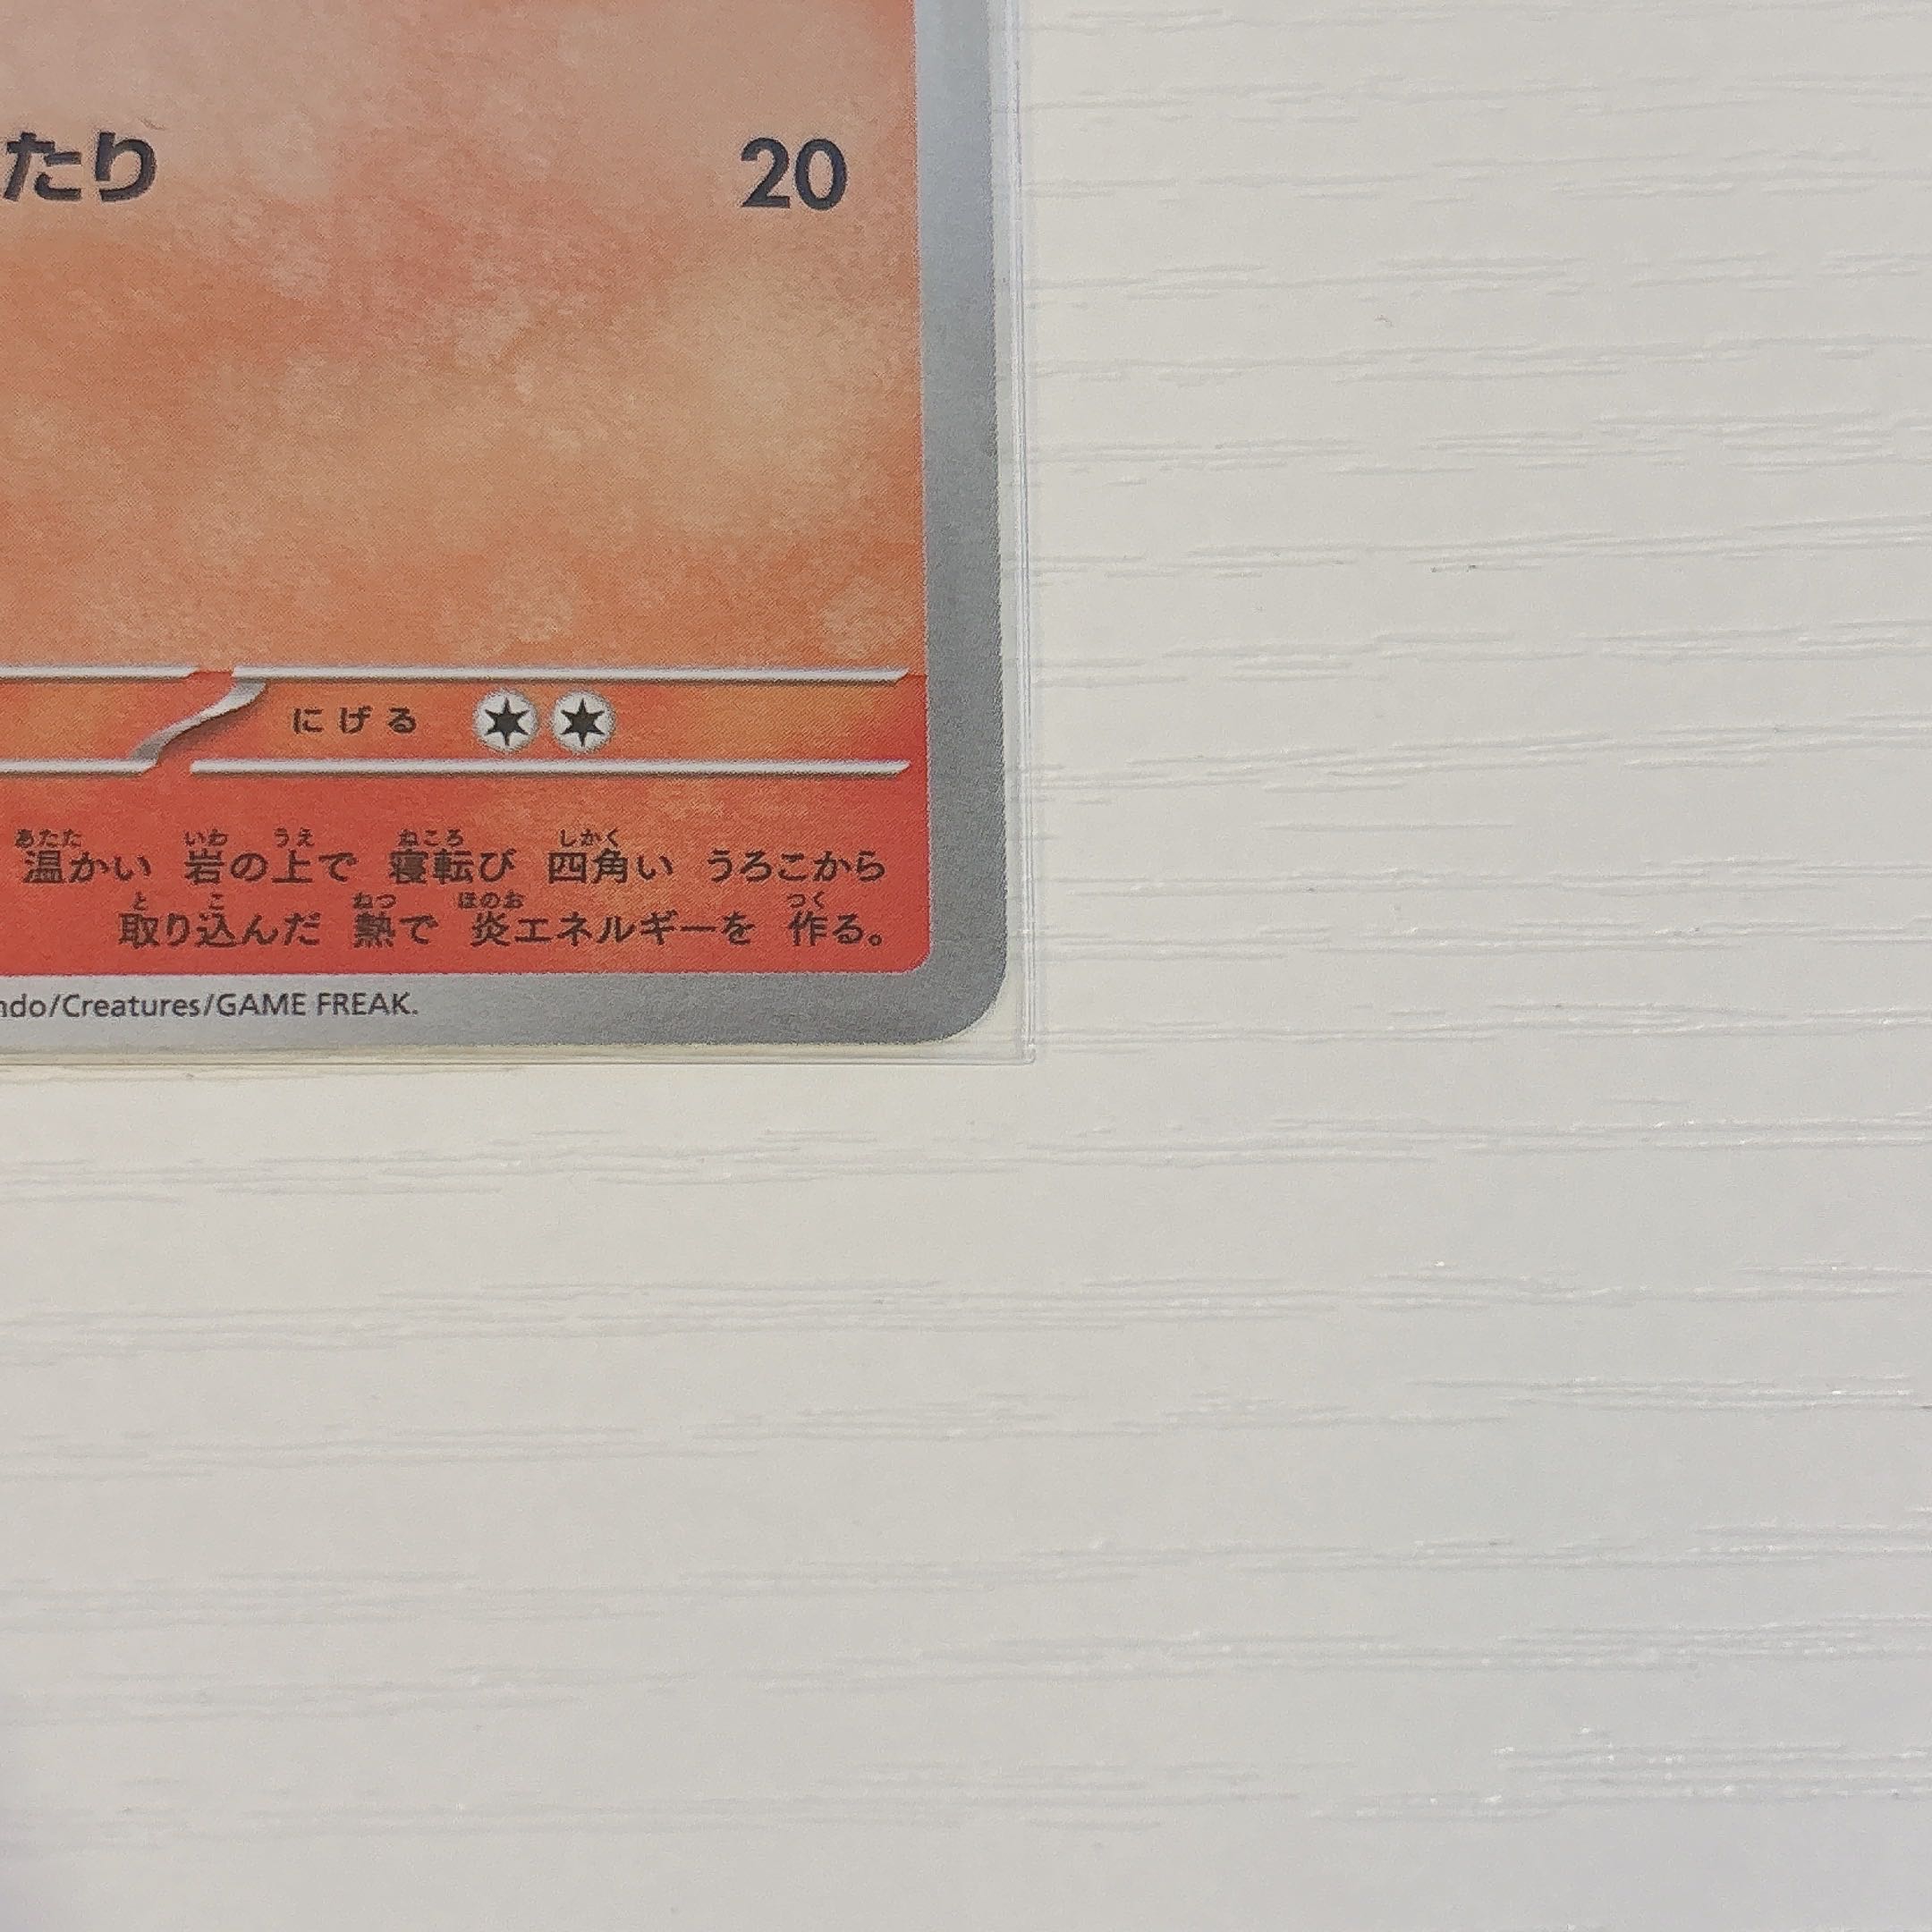 たり 20
にげる
温かい 岩の上で 寝転び 四角い うろこから
取り込んだ 熱で 炎エネルギーを 作る。
ndo/Creatures/GAME FREAK.